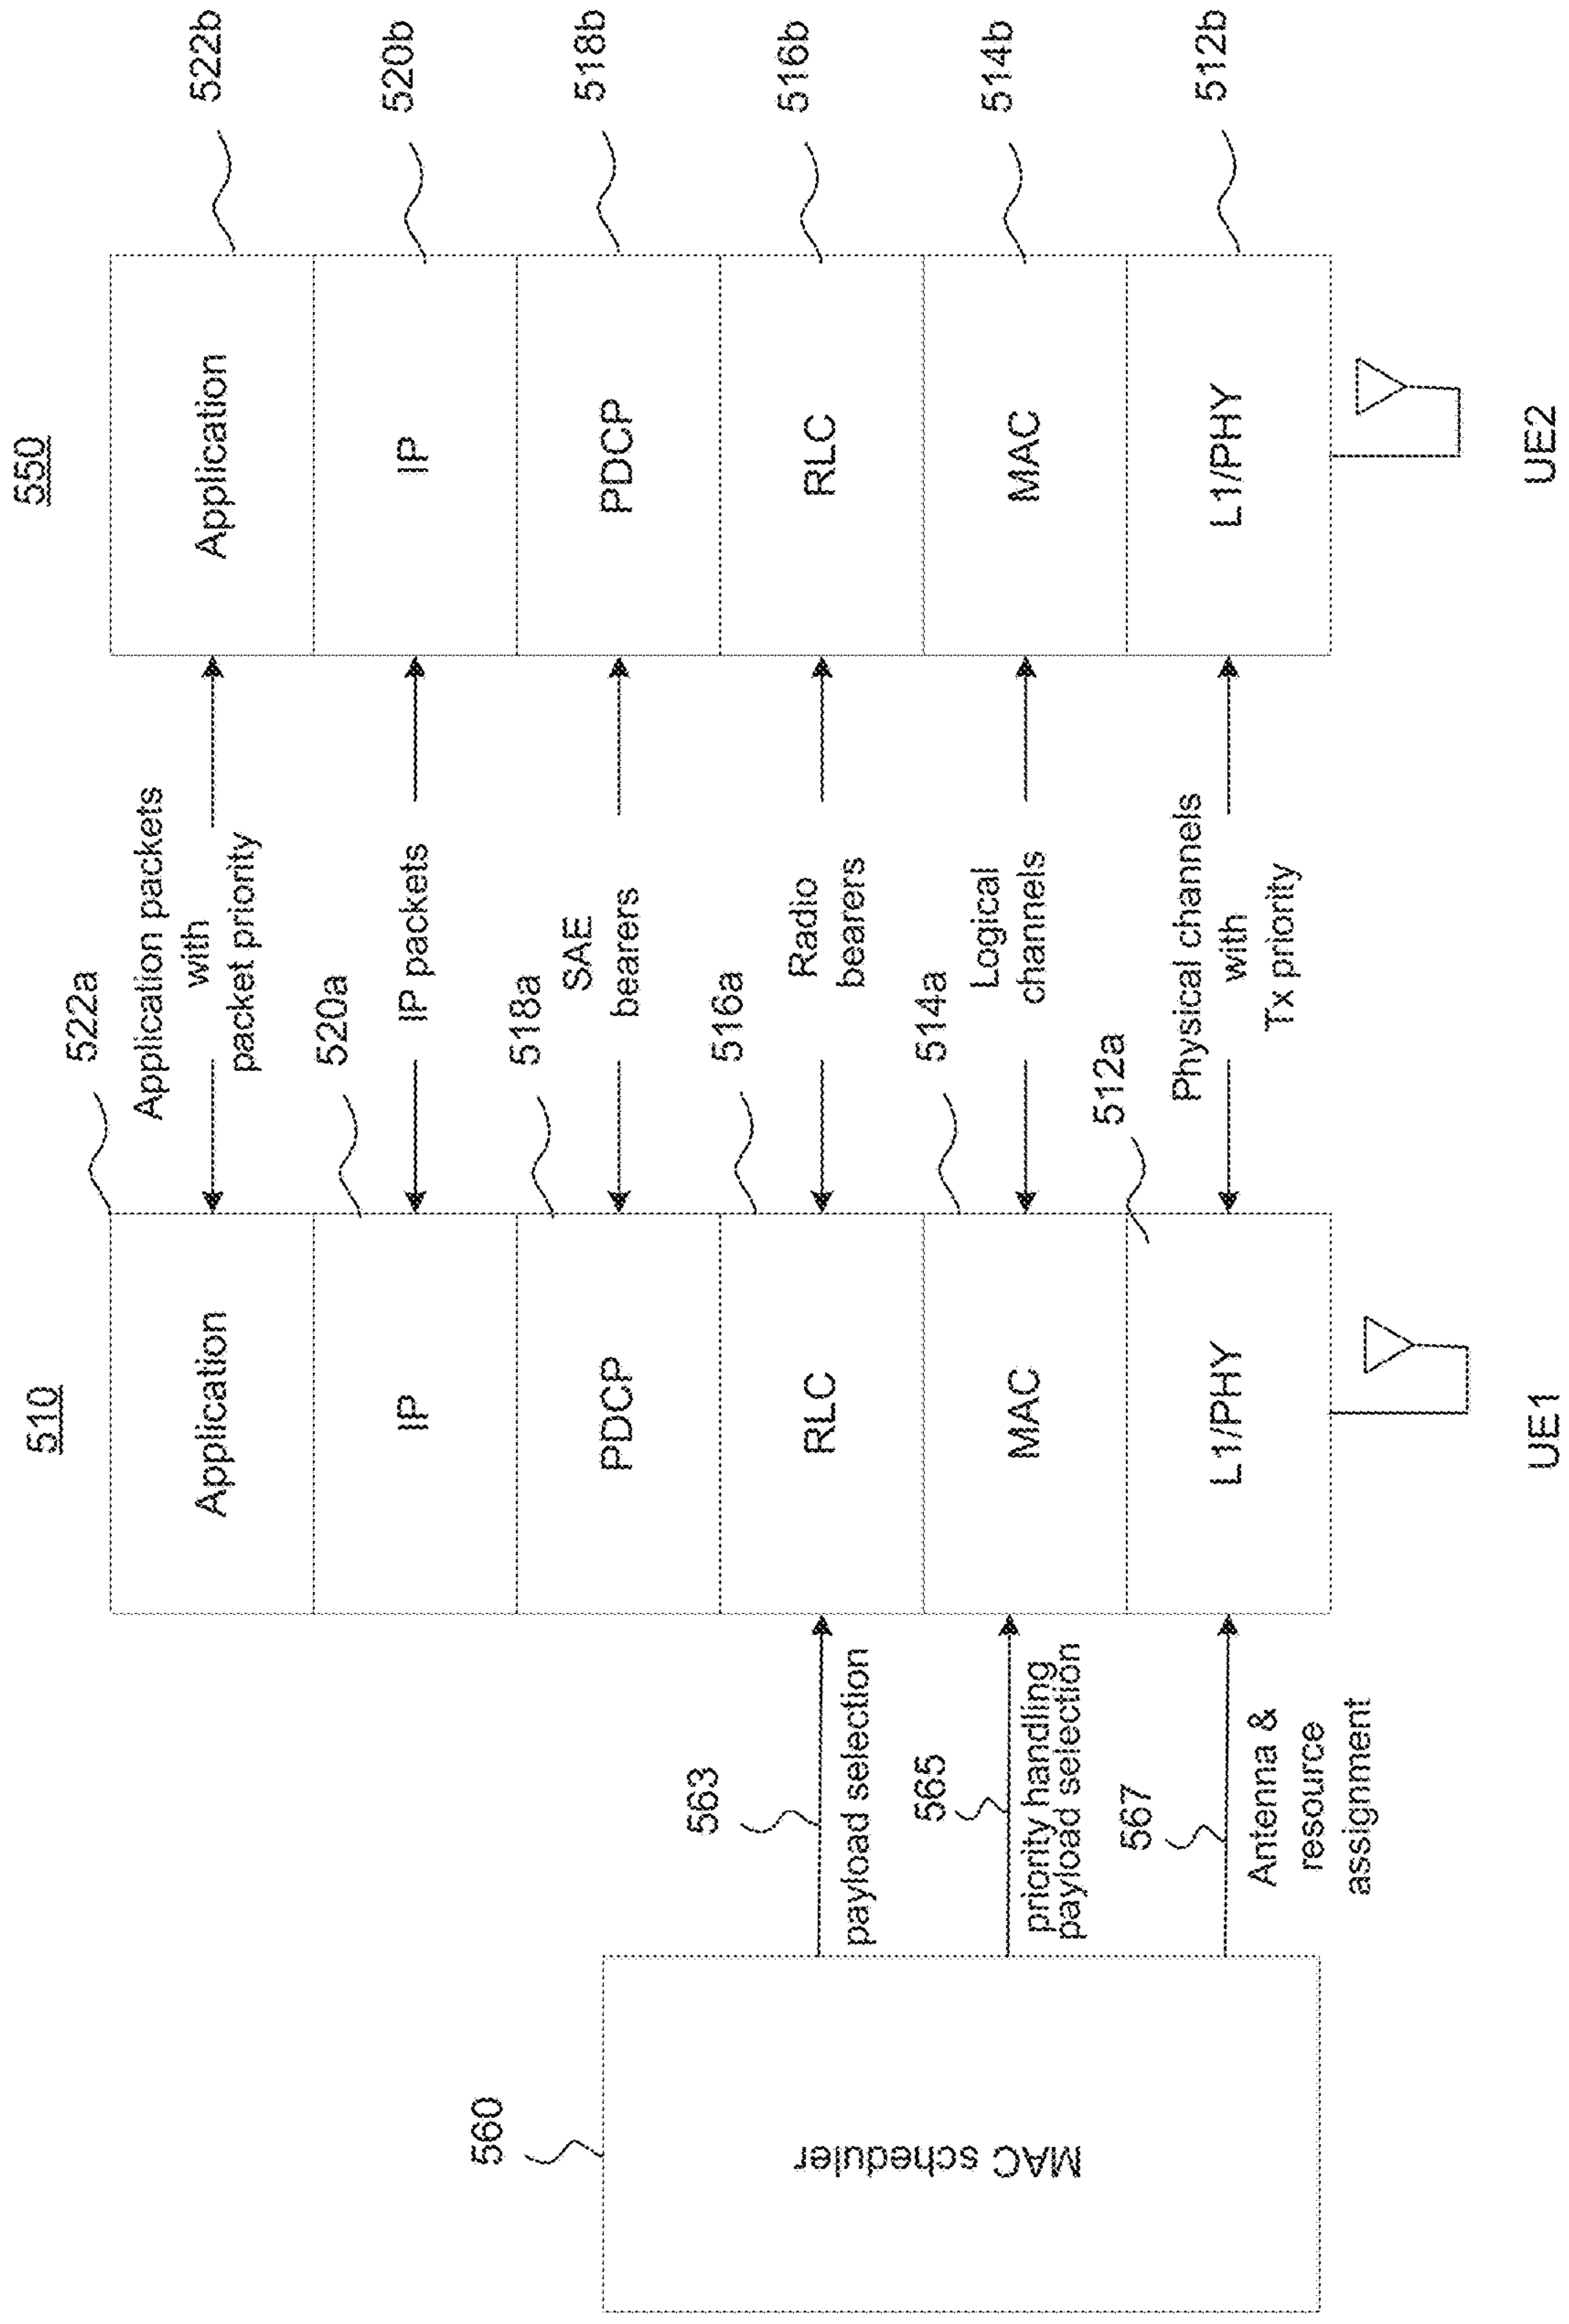 510
550
522a
522b
Application
Application packets
with
packet priority
Application
520a
520b
IP
IP packets
IP
560
518a
518b
PDCP
SAE
bearers
PDCP
563
516a
516b
payload selection
RLC
Radio
bearers
RLC
MAC scheduler
565
514a
514b
priority handling
payload selection
MAC
Logical
channels
MAC
567
512a
512b
Antenna &
resource
assignment
L1/PHY
Physical channels
with
Tx priority
L1/PHY
UE1
UE2